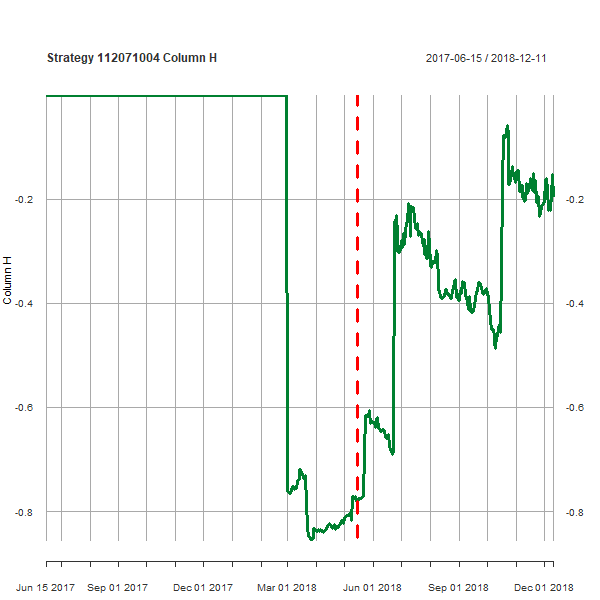 Strategy 112071004 Column H
2017-06-15 / 2018-12-11
-0.2
-0.2
-0.4
-0.4
-0.6
-0.6
-0.8
-0.8
Column H
Jun 15 2017
Sep 01 2017
Dec 01 2017
Mar 01 2018
Jun 01 2018
Sep 01 2018
Dec 01 2018